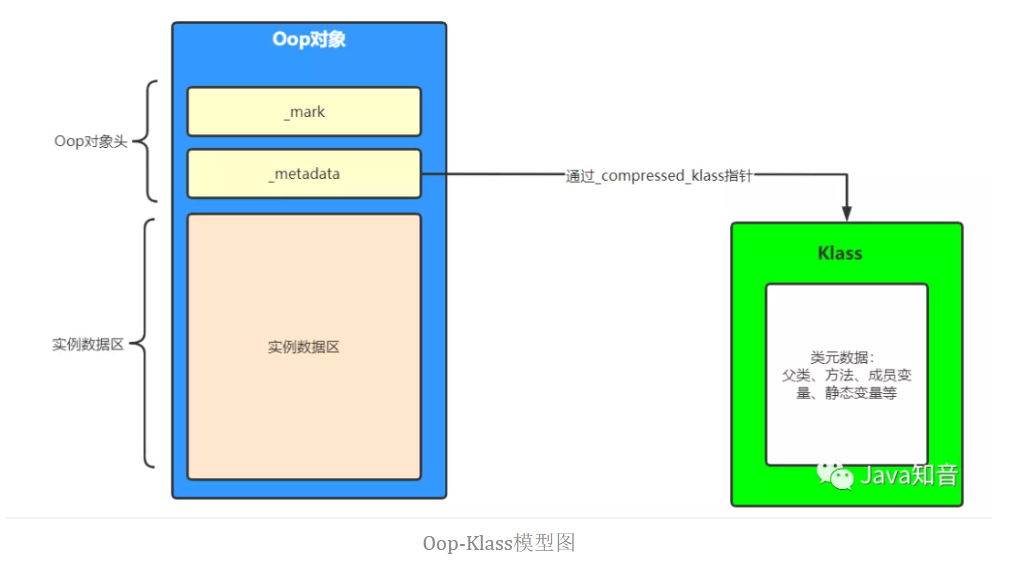 Oop对象
_mark
Oop对象头
_metadata
通过_compressed_klass指针
Klass
实例数据区
实例数据区
类元数据：
父类、方法、成员变
量、静态变量等
Java知音
Oop-Klass模型图